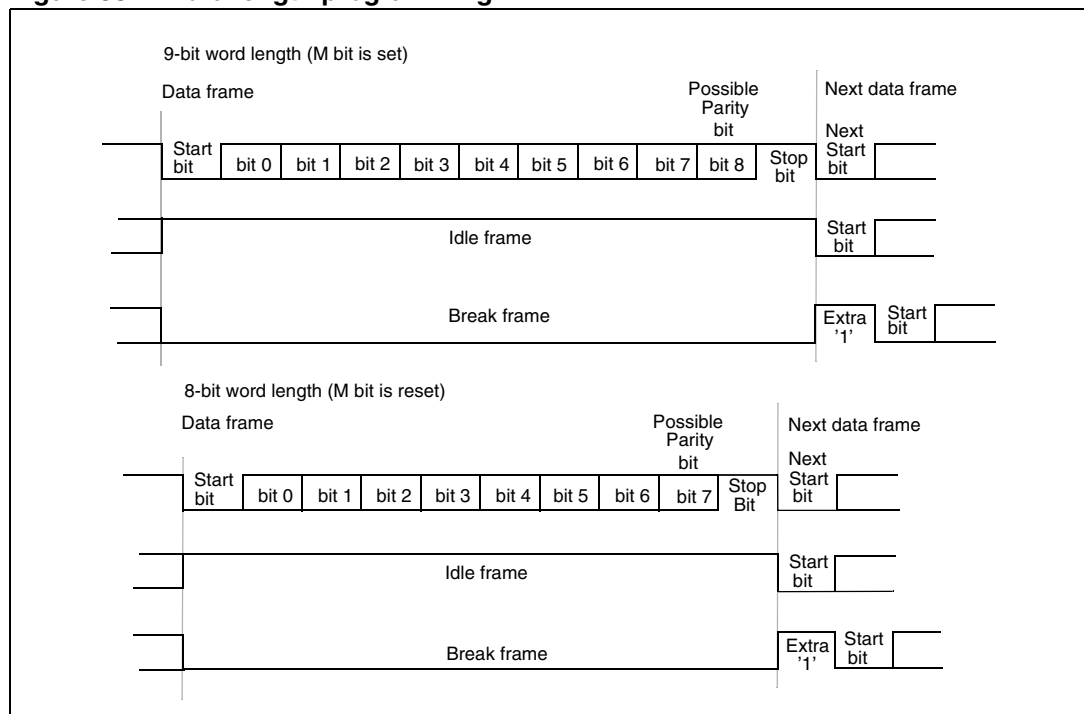 9-bit word length (M bit is set)
Data frame
Possible
Parity
bit
Next data frame
Start
bit
bit 0
bit 1
bit 2
bit 3
bit 4
bit 5
bit 6
bit 7
bit 8
Stop
bit
Next
Start
bit
Idle frame
Start
bit
Break frame
Extra
'1'
Start
bit
8-bit word length (M bit is reset)
Data frame
Possible
Parity
bit
Next data frame
Start
bit
bit 0
bit 1
bit 2
bit 3
bit 4
bit 5
bit 6
bit 7
Stop
Bit
Next
Start
bit
Idle frame
Start
bit
Break frame
Extra
'1'
Start
bit